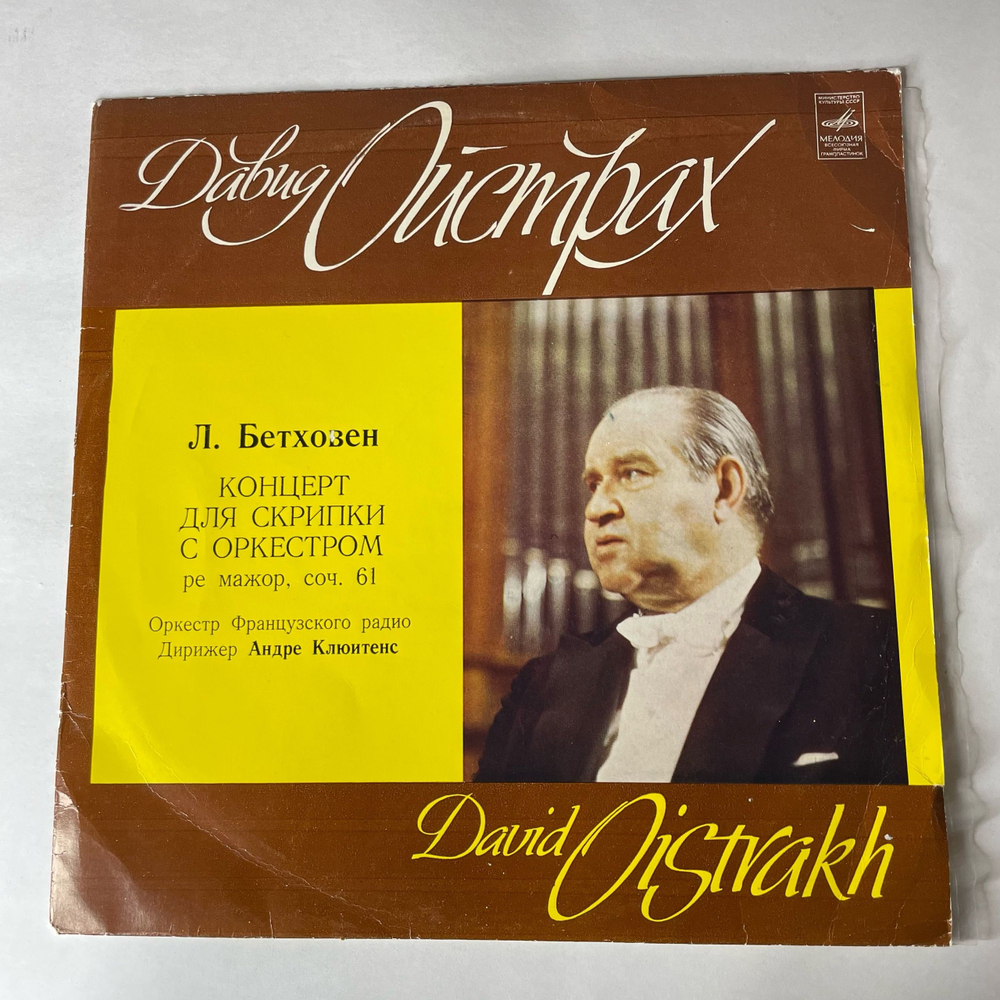 Давид Ойстрах
МИНИСТЕРСТВО
КУЛЬТУРЫ СССР
МЕЛОДИЯ
ВСЕСОЮЗНАЯ
ФИРМА
ГРАМПЛАСТИНОК
Л. Бетховен
КОНЦЕРТ
ДЛЯ СКРИПКИ
С ОРКЕСТРОМ
ре мажор, соч. 61
Оркестр Французского радио
Дирижер Андре Клюитенс
David Oistrakh